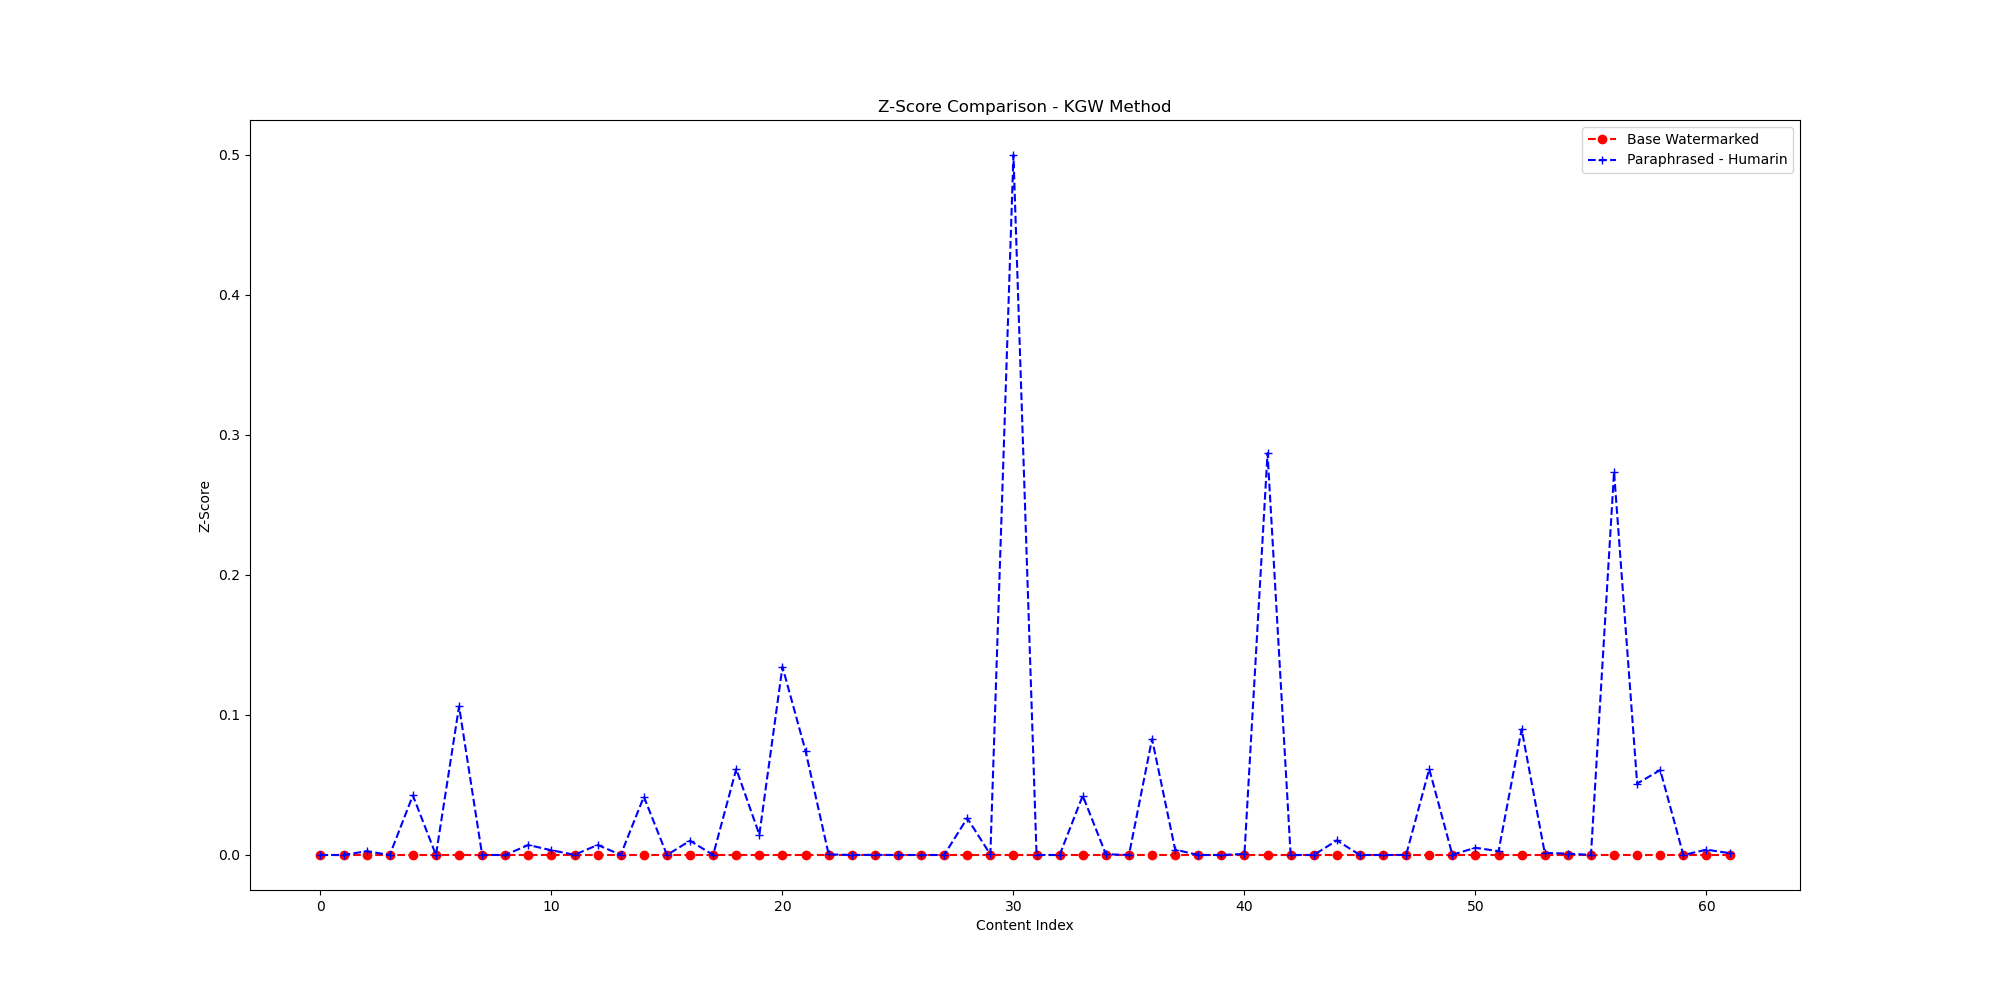 Z-Score Comparison - KGW Method
Base Watermarked
Paraphrased - Humarin
0.5
0.4
0.3
0.2
0.1
0.0
Z-Score
0 10 20 30 40 50 60
Content Index